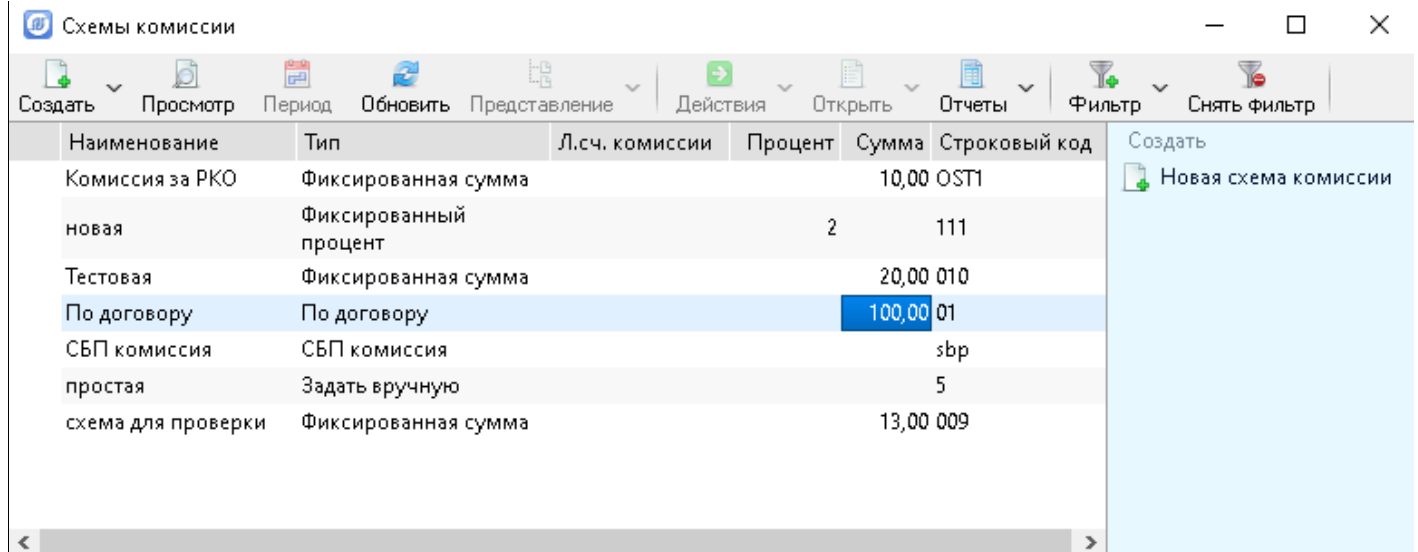 Схемы комиссии
Создать Просмотр Период Обновить Представление Действия Открыть Отчеты Фильтр Снять фильтр
Наименование Тип Л.сч. комиссии Процент Сумма Строковый код Создать
Комиссия за РКО Фиксированная сумма 10,00 OST1 Новая схема комиссии
новая Фиксированный процент 2 111
Тестовая Фиксированная сумма 20,00 010
По договору По договору 100,00 01
СБП комиссия СБП комиссия sbp
простая Задать вручную 5
схема для проверки Фиксированная сумма 13,00 009